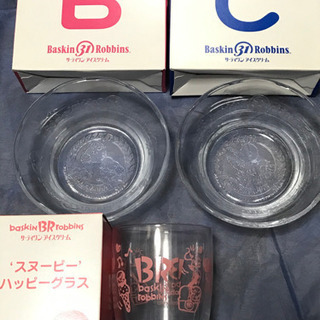 B
Baskin 31 Robbins
サーティワン アイスクリーム
C
Baskin 31 Robbins
サーティワン アイスクリーム
baskin BR robbins
サーティワン アイスクリーム
'スヌーピー'
ハッピーグラス
BR
baskin
robbins